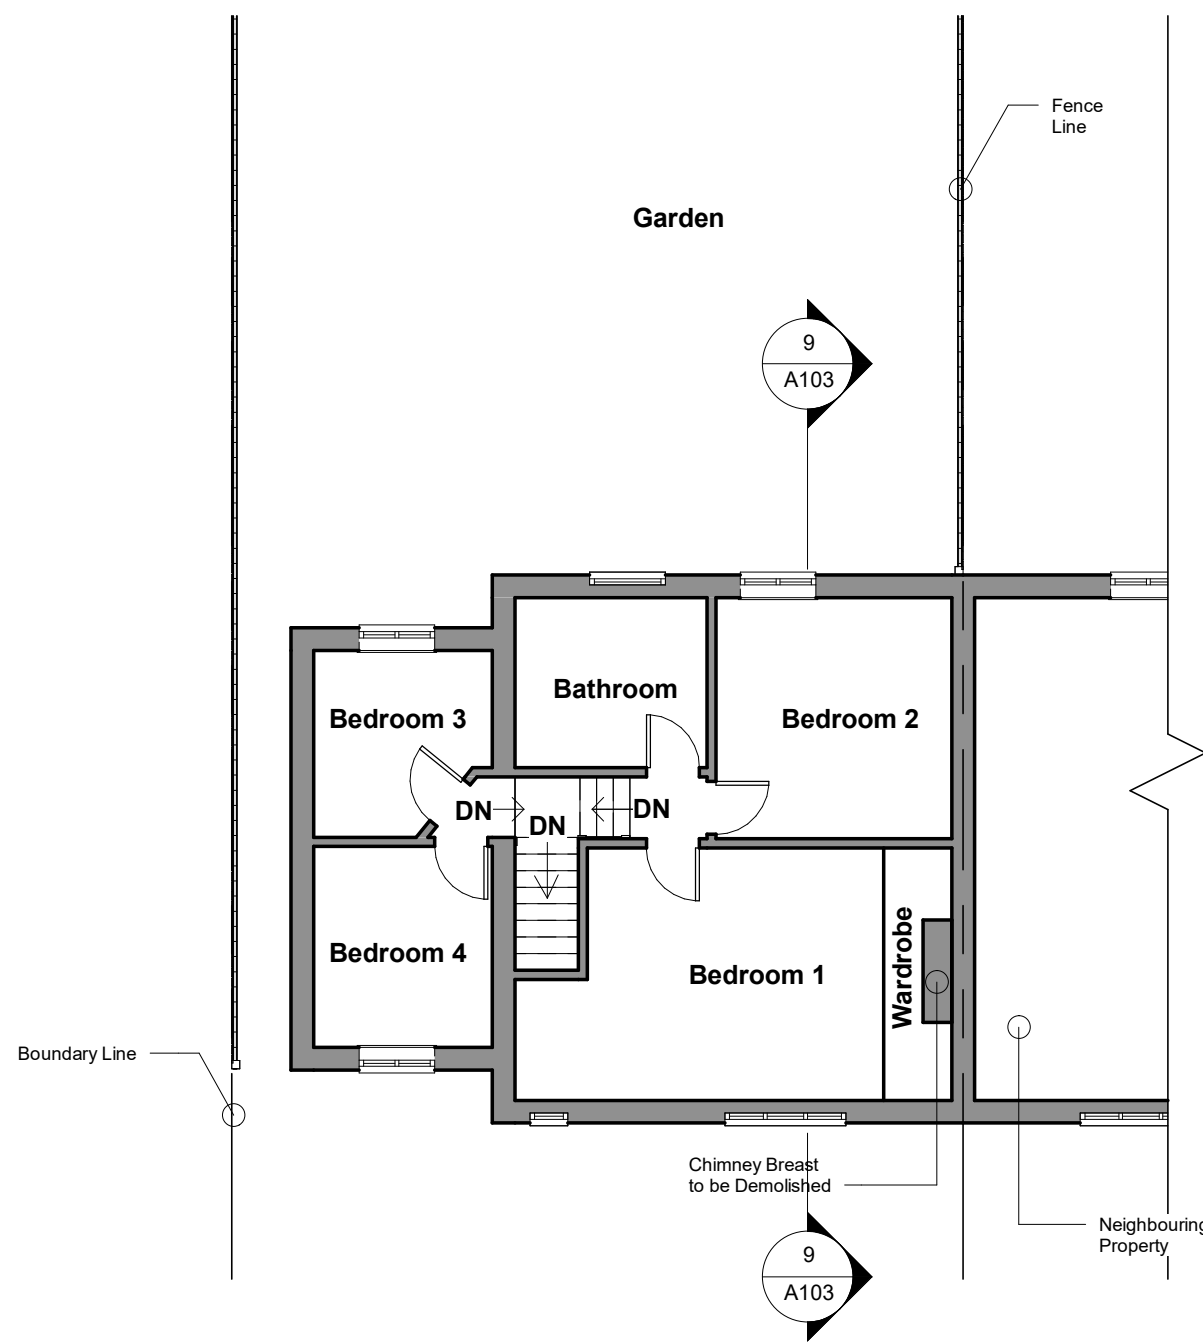 Fence
Line
Garden
9
A103
Bathroom
Bedroom 3
Bedroom 2
DN
DN
DN
Bedroom 4
Bedroom 1
Wardrobe
Boundary Line
Chimney Breast
to be Demolished
Neighbouring
Property
9
A103